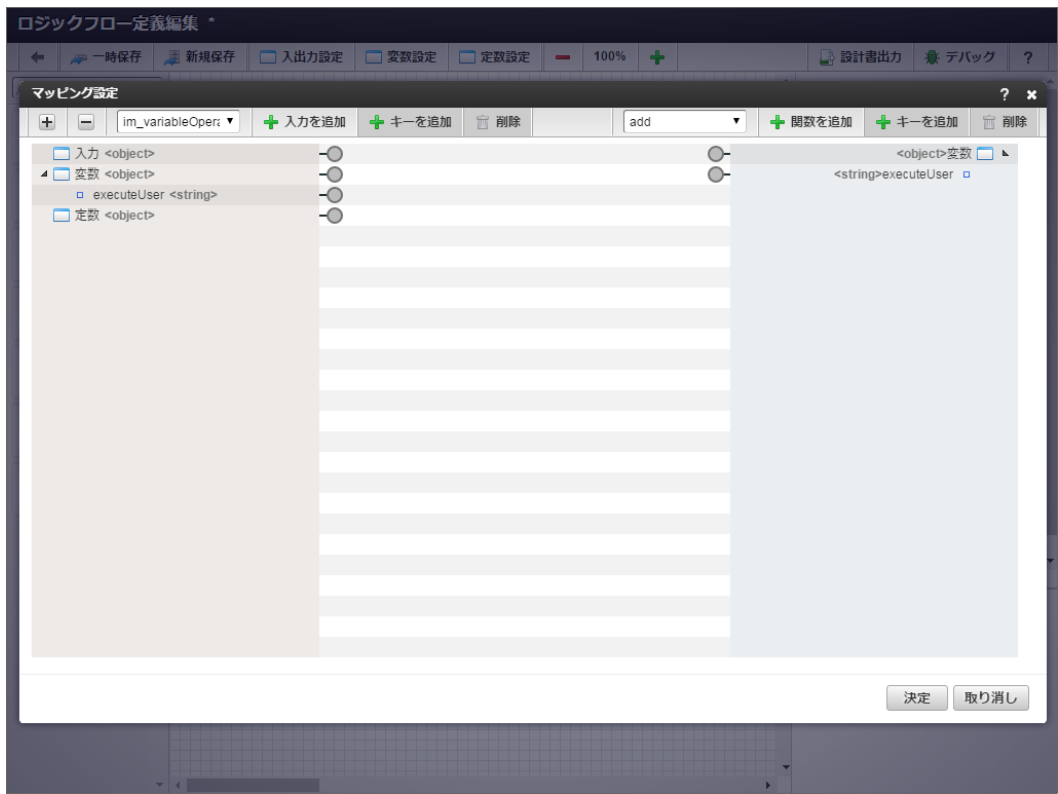 ロジックフロー定義編集 *
一時保存 新規保存 入出力設定 変数設定 定数設定 100% 設計書出力 デバッグ ?
マッピング設定 ?
im_variableOpera 入力を追加 キーを追加 削除 add 関数を追加 キーを追加 削除
入力 <object> <object>変数
変数 <object> <string>executeUser
executeUser <string>
定数 <object>
決定 取り消し